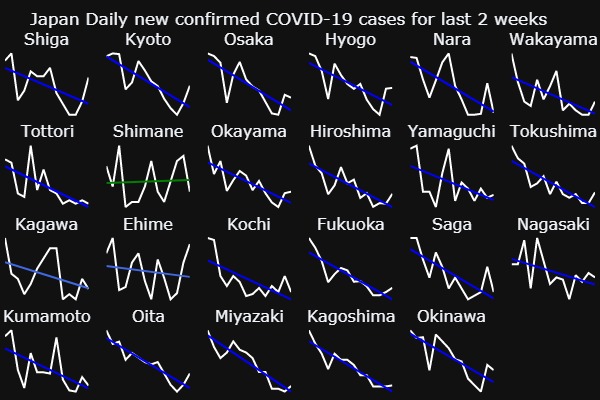 Japan Daily new confirmed COVID-19 cases for last 2 weeks
Shiga Kyoto Osaka Hyogo Nara Wakayama
Tottori Shimane Okayama Hiroshima Yamaguchi Tokushima
Kagawa Ehime Kochi Fukuoka Saga Nagasaki
Kumamoto Oita Miyazaki Kagoshima Okinawa